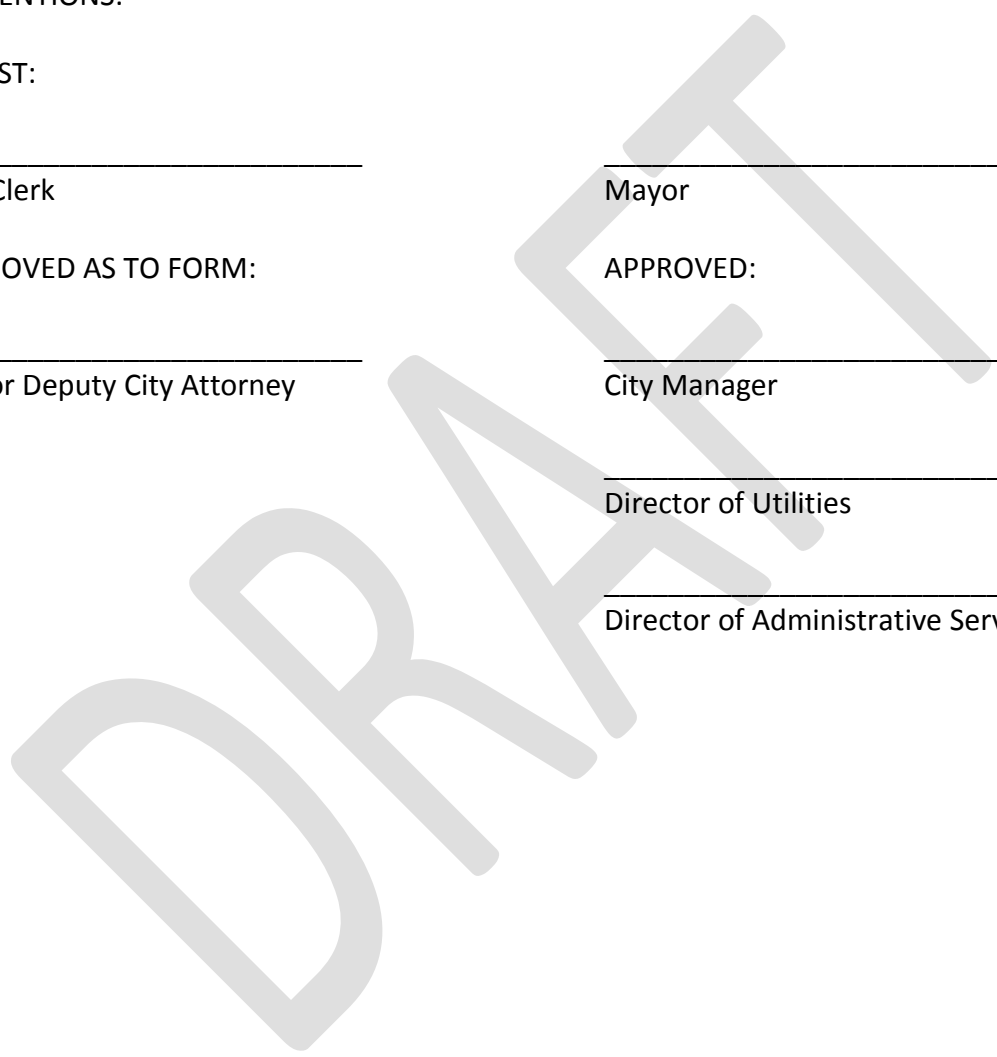 ENTIONS:
ST:
Clerk
Mayor
OVED AS TO FORM:
APPROVED:
or Deputy City Attorney
City Manager
Director of Utilities
Director of Administrative Serv
DRAFT